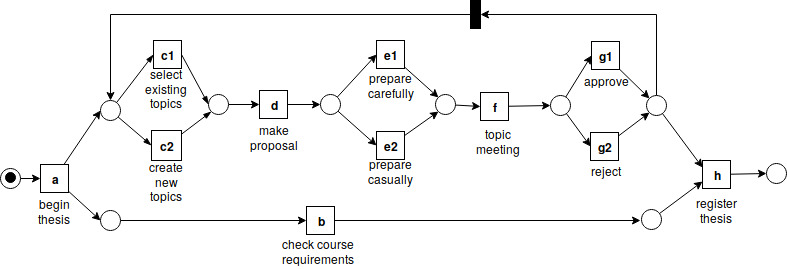 c1
select
existing
topics
c2
create
new
topics
d
make
proposal
e1
prepare
carefully
e2
prepare
casually
f
topic
meeting
g1
approve
g2
reject
a
begin
thesis
b
check course
requirements
h
register
thesis